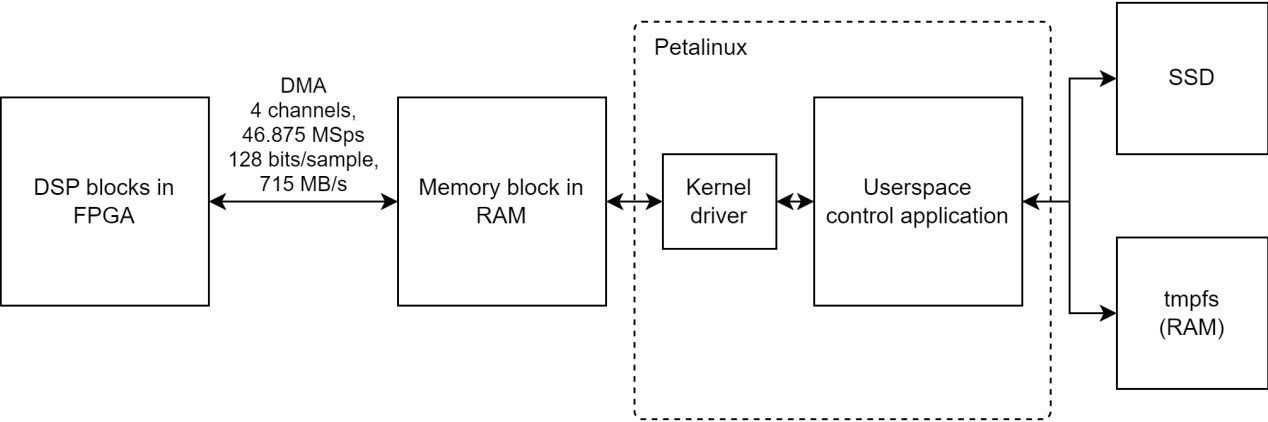 DSP blocks in
FPGA
DMA
4 channels,
46.875 MSps
128 bits/sample,
715 MB/s
Memory block in
RAM
Petalinux
Kernel
driver
Userspace
control application
SSD
tmpfs
(RAM)